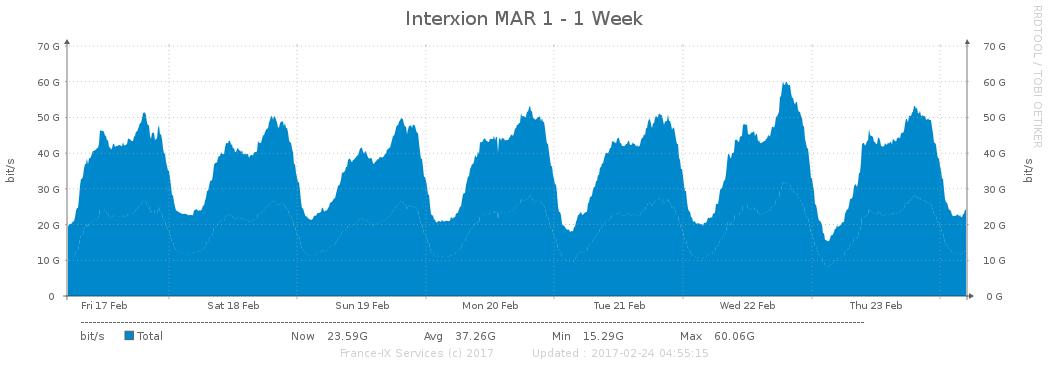 Interxion MAR 1 - 1 Week
RRDTOOL / TOBI OETIKER
70 G 70 G
60 G 60 G
50 G 50 G
40 G 40 G
30 G 30 G
20 G 20 G
10 G 10 G
0 0 G
bit/s bit/s
Fri 17 Feb Sat 18 Feb Sun 19 Feb Mon 20 Feb Tue 21 Feb Wed 22 Feb Thu 23 Feb
bit/s Total Now 23.59G Avg 37.26G Min 15.29G Max 60.06G
France-IX Services (c) 2017 Updated : 2017-02-24 04:55:15